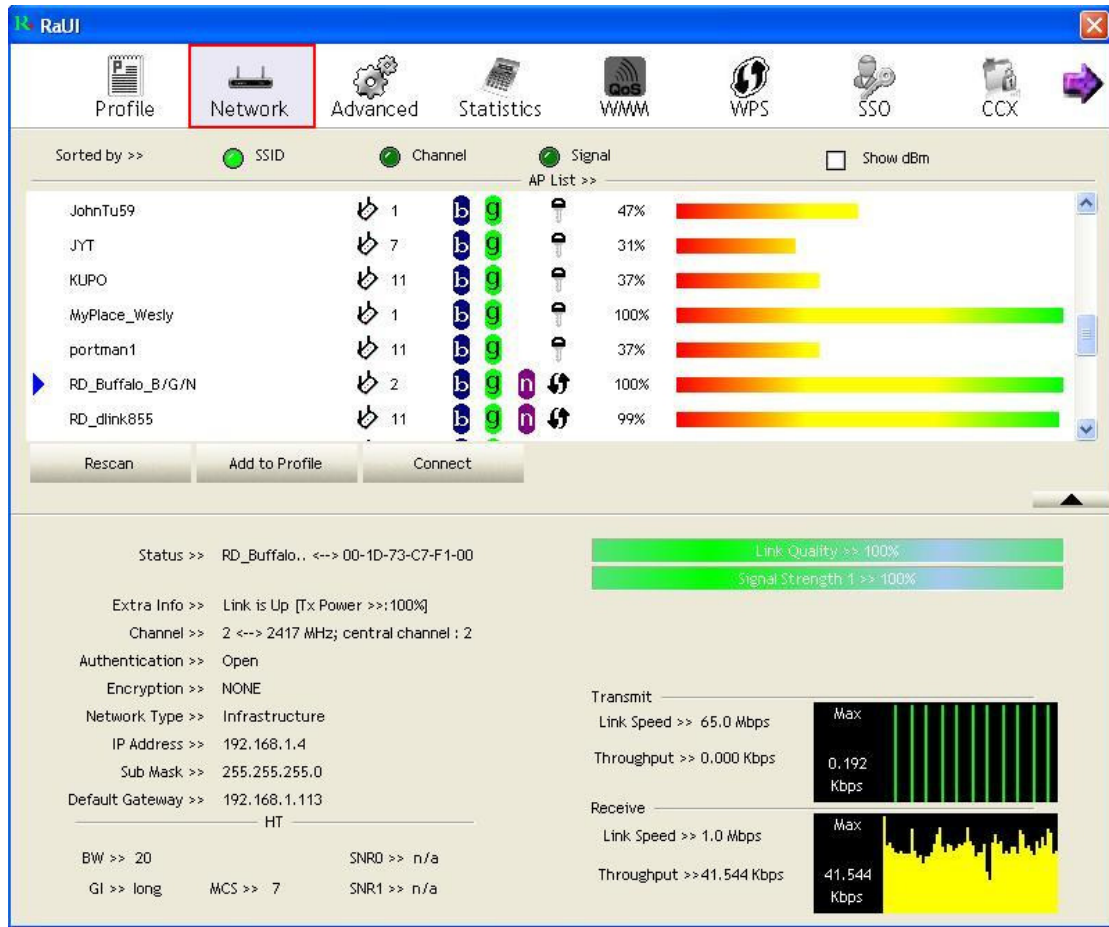 RaUI
Profile Network Advanced Statistics QoS WMM WPS SSO CCX
Sorted by >> SSID Channel Signal Show dBm
AP List >>
JohnTu59 1 b g 47%
JYT 7 b g 31%
KUPO 11 b g 37%
MyPlace_Wesly 1 b g 100%
portman1 11 b g 37%
RD_Buffalo_B/G/N 2 b g n 100%
RD_dlink855 11 b g n 99%
Rescan Add to Profile Connect
Status >> RD_Buffalo.. <--> 00-1D-73-C7-F1-00
Extra Info >> Link is Up [Tx Power >>:100%]
Channel >> 2 <--> 2417 MHz; central channel : 2
Authentication >> Open
Encryption >> NONE
Network Type >> Infrastructure
IP Address >> 192.168.1.4
Sub Mask >> 255.255.255.0
Default Gateway >> 192.168.1.113
HT
BW >> 20 SNR0 >> n/a
GI >> long MCS >> 7 SNR1 >> n/a
Link Quality >> 100%
Signal Strength 1 >> 100%
Transmit
Link Speed >> 65.0 Mbps
Throughput >> 0.000 Kbps
Max
0.192
Kbps
Receive
Link Speed >> 1.0 Mbps
Throughput >>41.544 Kbps
Max
41.544
Kbps